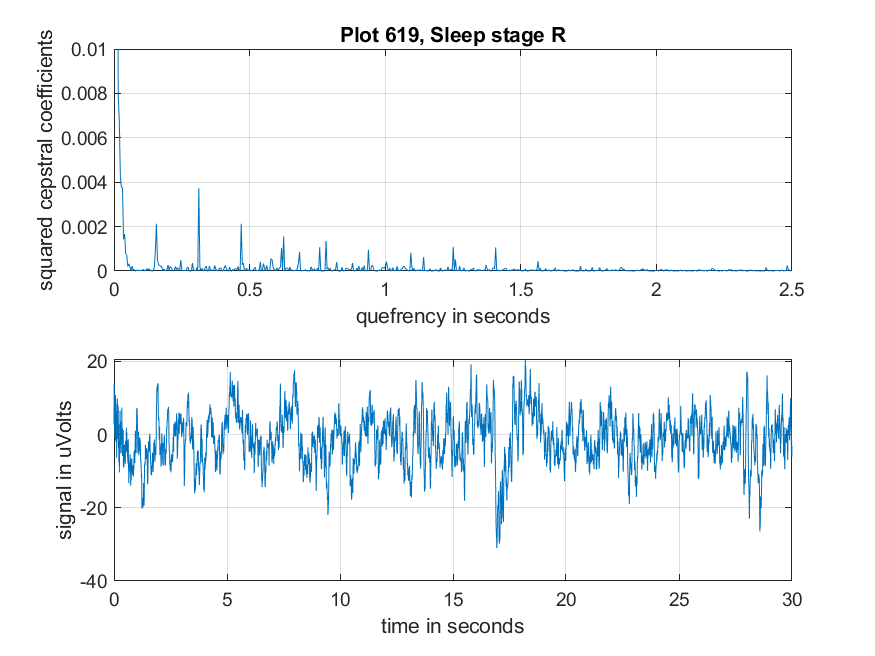 Plot 619, Sleep stage R
squared cepstral coefficients
0.01
0.008
0.006
0.004
0.002
0
0 0.5 1 1.5 2 2.5
quefrency in seconds
signal in uVolts
20
0
-20
-40
0 5 10 15 20 25 30
time in seconds